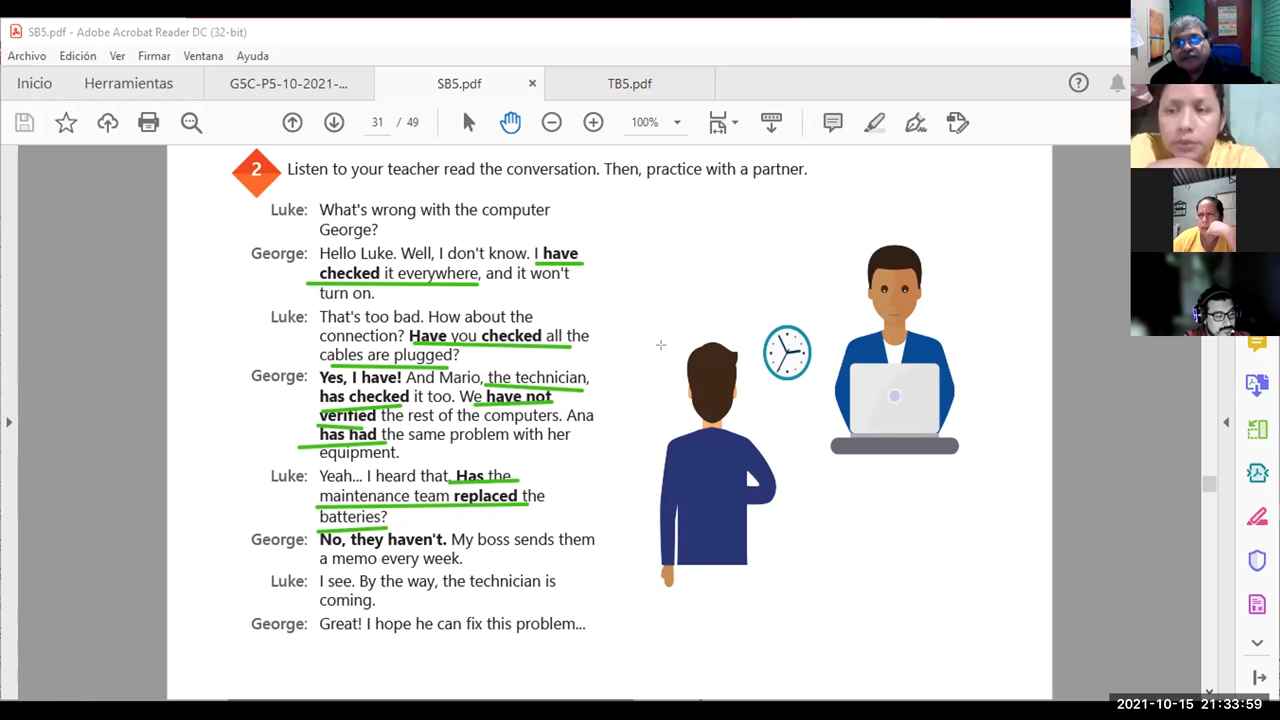 SB5.pdf - Adobe Acrobat Reader DC (32-bit)
Archivo Edición Ver Firmar Ventana Ayuda
Inicio Herramientas G5C-P5-10-2021-... SB5.pdf × TB5.pdf
31 / 49 100%
2 Listen to your teacher read the conversation. Then, practice with a partner.
Luke: What's wrong with the computer
George?
George: Hello Luke. Well, I don't know. I have
checked it everywhere, and it won't
turn on.
Luke: That's too bad. How about the
connection? Have you checked all the
cables are plugged?
George: Yes, I have! And Mario, the technician,
has checked it too. We have not
verified the rest of the computers. Ana
has had the same problem with her
equipment.
Luke: Yeah... I heard that. Has the
maintenance team replaced the
batteries?
George: No, they haven't. My boss sends them
a memo every week.
Luke: I see. By the way, the technician is
coming.
George: Great! I hope he can fix this problem...
2021-10-15 21:33:59